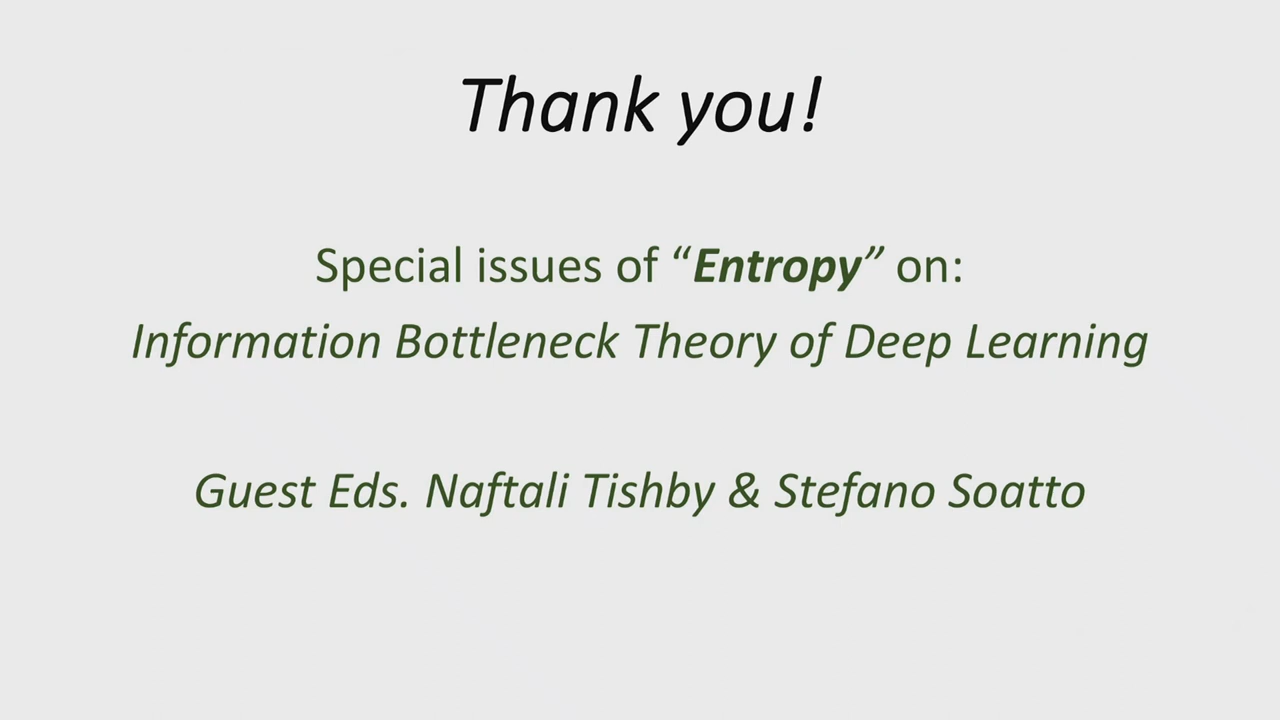 Thank you!
Special issues of “Entropy” on:
Information Bottleneck Theory of Deep Learning
Guest Eds. Naftali Tishby & Stefano Soatto